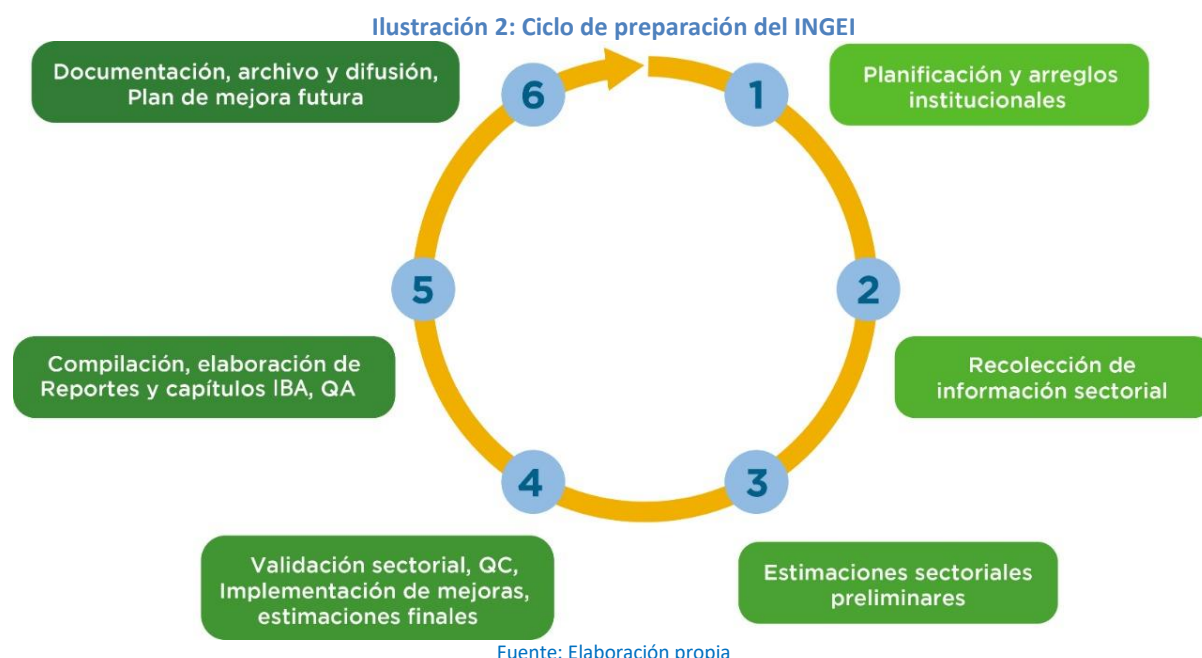 Ilustración 2: Ciclo de preparación del INGEI
1
Planificación y arreglos
institucionales
2
Recolección de
información sectorial
3
Estimaciones sectoriales
preliminares
4
Validación sectorial, QC,
Implementación de mejoras,
estimaciones finales
5
Compilación, elaboración de
Reportes y capítulos IBA, QA
6
Documentación, archivo y difusión,
Plan de mejora futura
Fuente: Elaboración propia